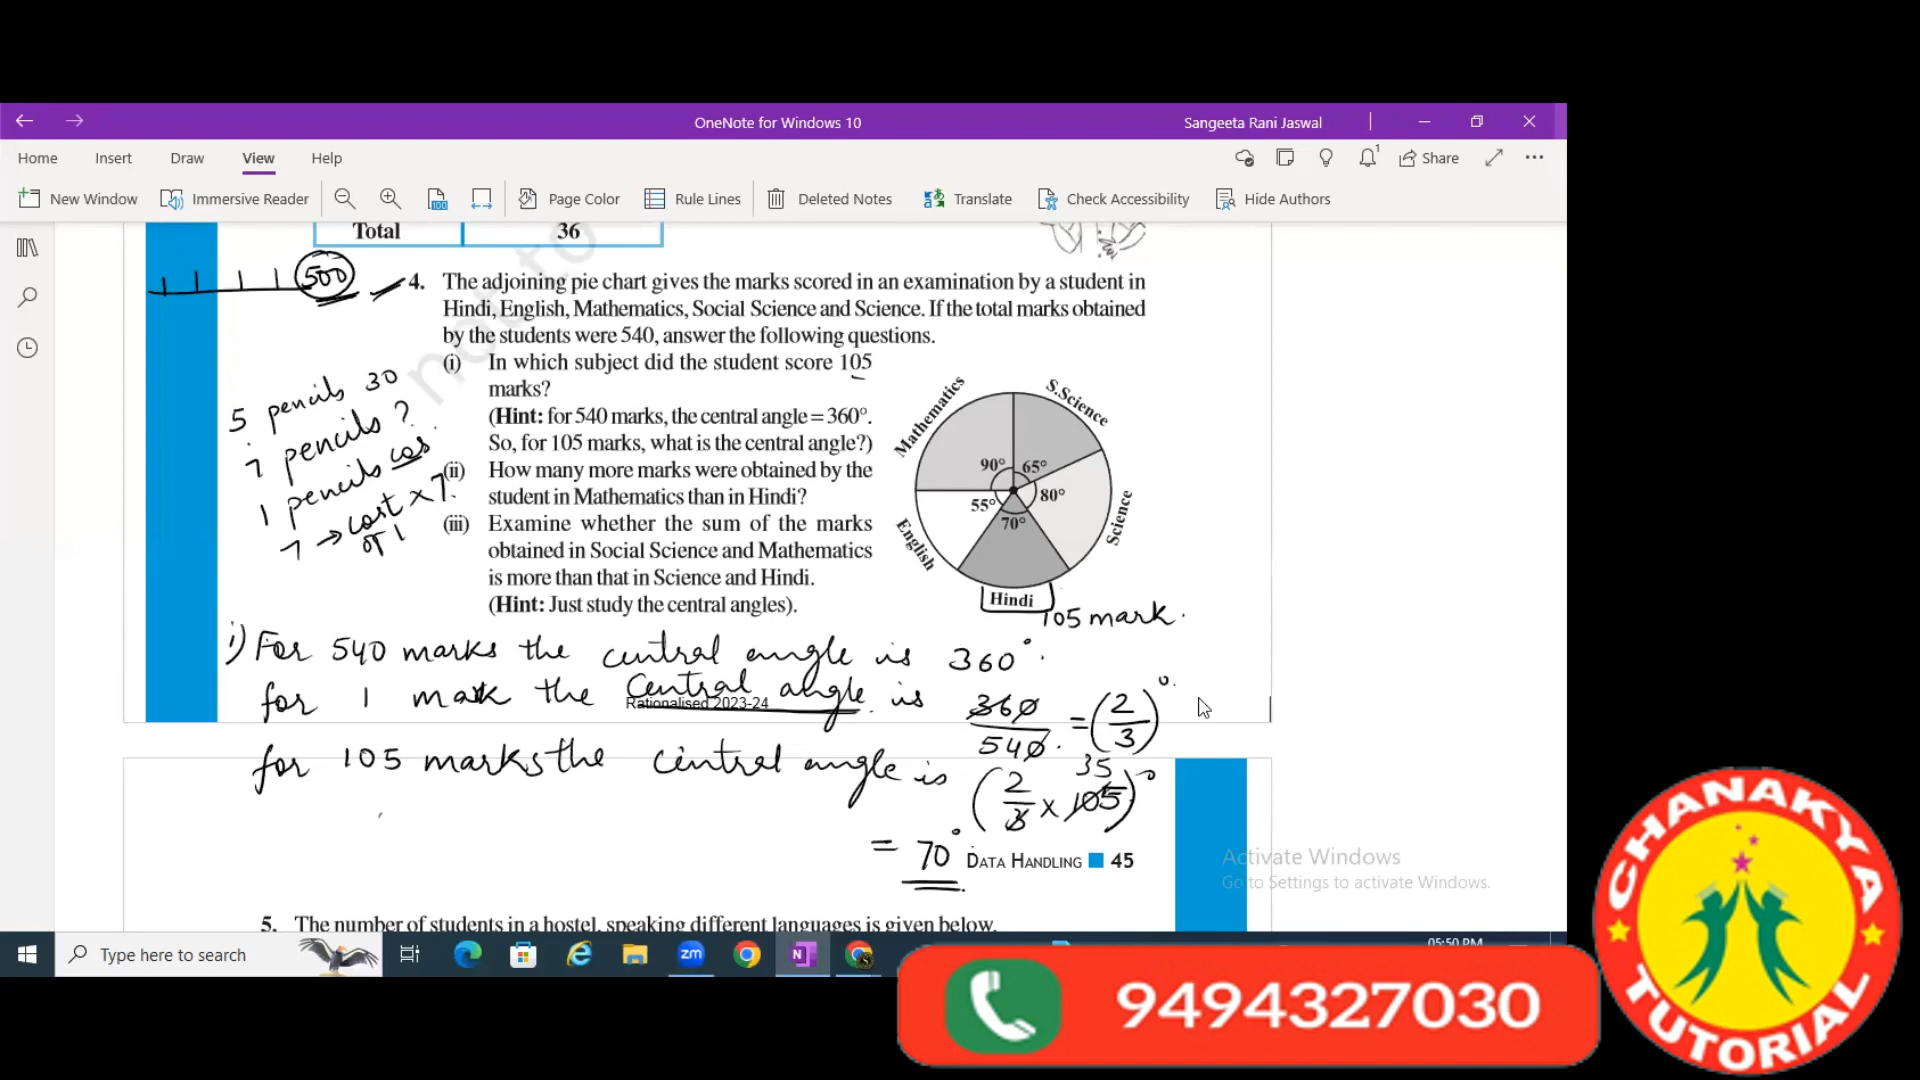 OneNote for Windows 10
Sangeeta Rani Jaswal
Home Insert Draw View Help
1 Share
New Window Immersive Reader 100 Page Color Rule Lines Deleted Notes Translate Check Accessibility Hide Authors
Total 36
not to
500
4. The adjoining pie chart gives the marks scored in an examination by a student in
Hindi, English, Mathematics, Social Science and Science. If the total marks obtained
by the students were 540, answer the following questions.
(i) In which subject did the student score 105
marks?
(Hint: for 540 marks, the central angle = 360°.
So, for 105 marks, what is the central angle?)
(ii) How many more marks were obtained by the
student in Mathematics than in Hindi?
(iii) Examine whether the sum of the marks
obtained in Social Science and Mathematics
is more than that in Science and Hindi.
(Hint: Just study the central angles).
5 pencils 30
7 pencils ?
1 pencils cos
7 → cost × 7
of 1
Mathematics
S.Science
90° 65°
55° 80°
70°
English
Science
Hindi
105 mark.
i) For 540 marks the central angle is 360°.
for 1 mark the central angle is 360/540 = (2/3)°.
Rationalised 2023-24
for 105 marks the central angle is (2/3 × 105)°
35
= 70°
DATA HANDLING 45
Activate Windows
Go to Settings to activate Windows.
5. The number of students in a hostel, speaking different languages is given below.
Type here to search
zm
N
S
05:50 PM
9494327030
CHANAKYA
TUTORIAL